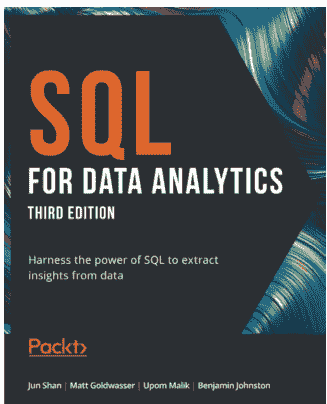 SQL
FOR DATA ANALYTICS
THIRD EDITION
Harness the power of SQL to extract
insights from data
Packt>
Jun Shan | Matt Goldwasser | Upom Malik | Benjamin Johnston